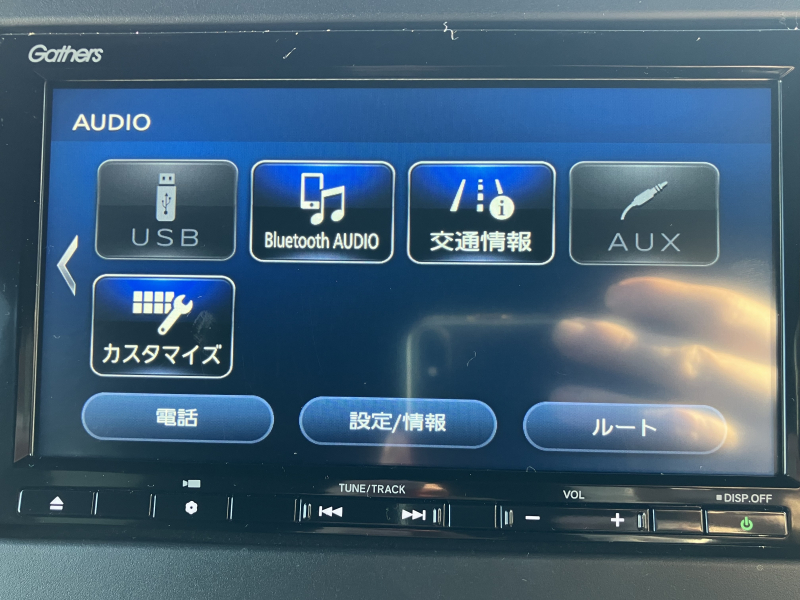 Gathers
AUDIO
USB
Bluetooth AUDIO
交通情報
AUX
カスタマイズ
電話
設定/情報
ルート
TUNE/TRACK
VOL
DISP.OFF